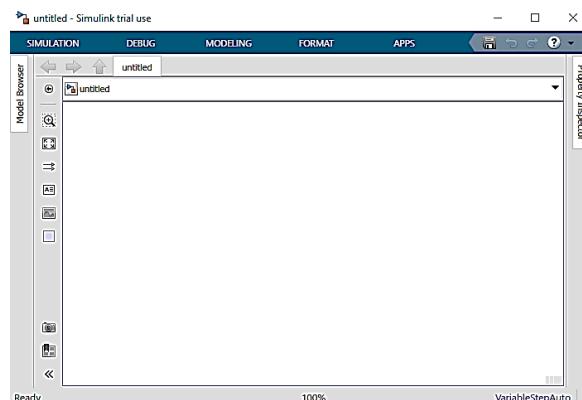 untitled - Simulink trial use
SIMULATION DEBUG MODELING FORMAT APPS
untitled
untitled
Model Browser
Property Inspector
Ready 100% VariableStepAuto